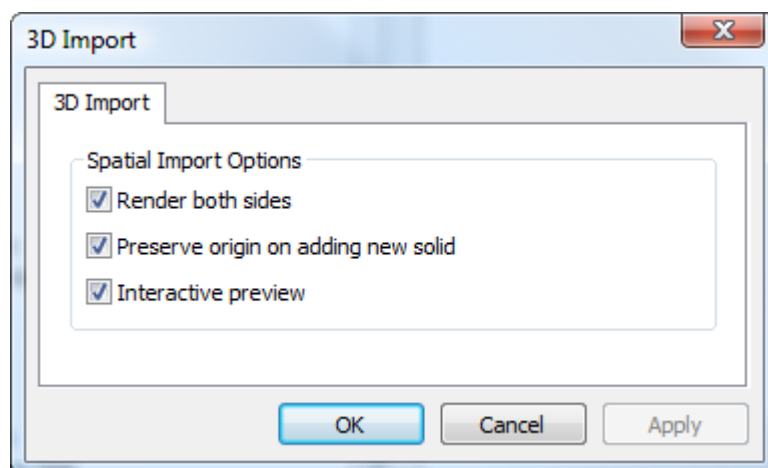 3D Import
3D Import
Spatial Import Options
Render both sides
Preserve origin on adding new solid
Interactive preview
OK Cancel Apply